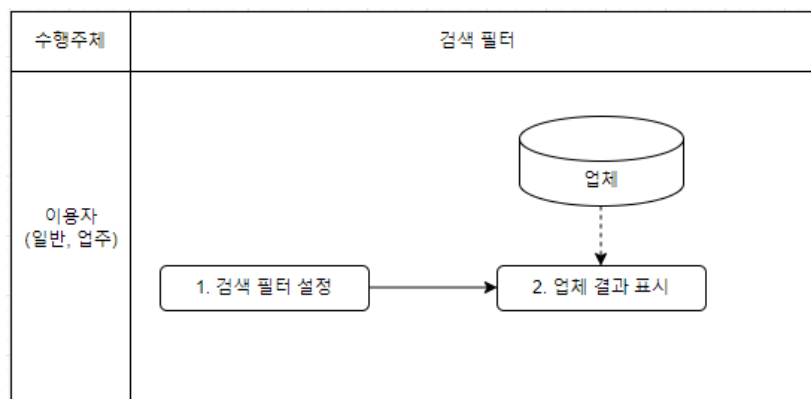 수행주체
검색 필터
업체
이용자
(일반, 업주)
1. 검색 필터 설정
2. 업체 결과 표시